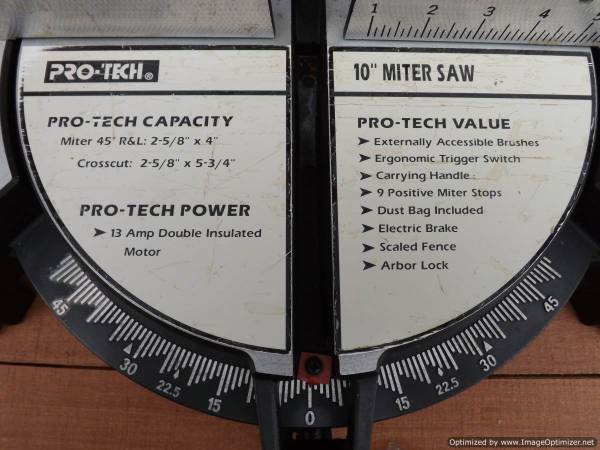 1 2 3 4 5
PRO-TECH®
PRO-TECH CAPACITY
Miter 45° R&L: 2-5/8" x 4"
Crosscut: 2-5/8" x 5-3/4"
PRO-TECH POWER
➤ 13 Amp Double Insulated
Motor
10" MITER SAW
PRO-TECH VALUE
➤ Externally Accessible Brushes
➤ Ergonomic Trigger Switch
➤ Carrying Handle
➤ 9 Positive Miter Stops
➤ Dust Bag Included
➤ Electric Brake
➤ Scaled Fence
➤ Arbor Lock
45 30 22.5 15 0 15 22.5 30 45
Optimized by www.ImageOptimizer.net